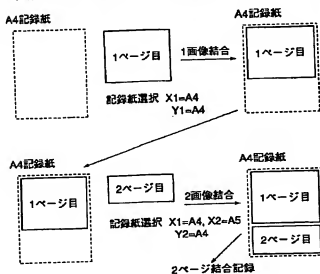 A4記録紙
A4記録紙
1ページ目
1画像結合
1ページ目
記録紙選択 X1=A4
Y1=A4
A4記録紙
A4記録紙
1ページ目
2ページ目
2画像結合
1ページ目
記録紙選択 X1=A4, X2=A5
Y2=A4
2ページ目
2ページ結合記録